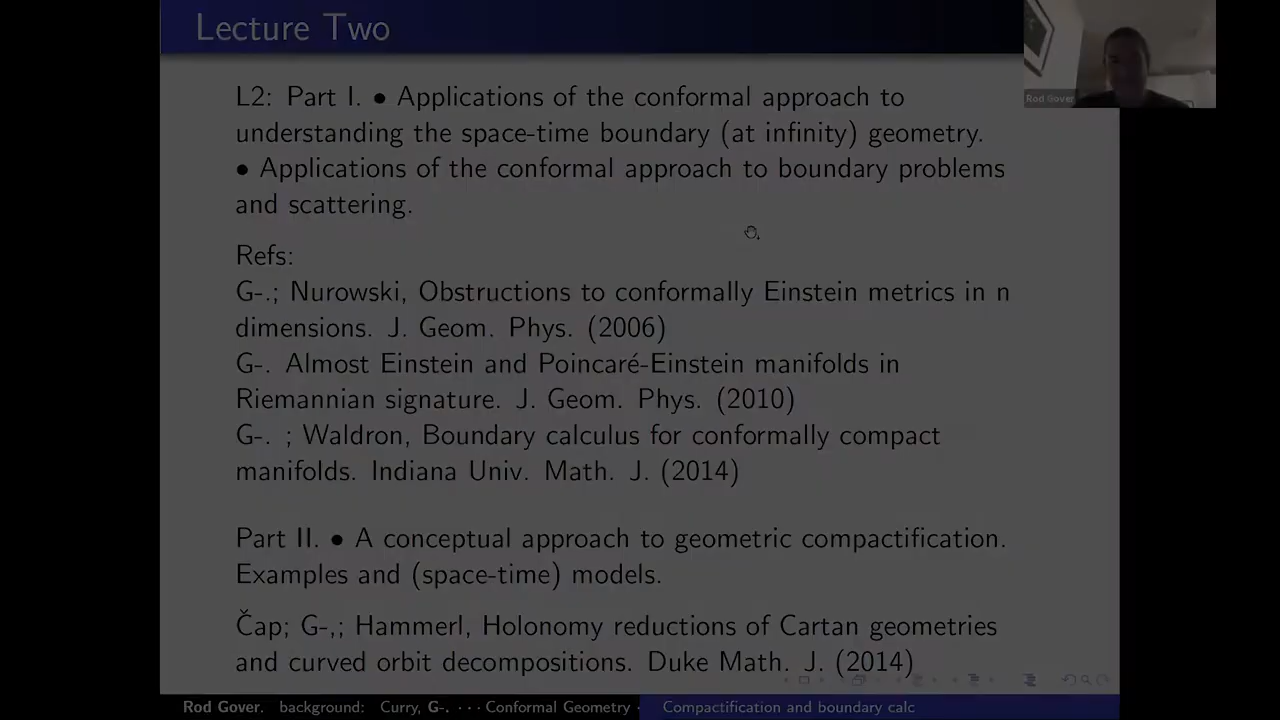 Lecture Two
Rod Gover
L2: Part I. • Applications of the conformal approach to
understanding the space-time boundary (at infinity) geometry.
• Applications of the conformal approach to boundary problems
and scattering.
Refs:
G-.; Nurowski, Obstructions to conformally Einstein metrics in n
dimensions. J. Geom. Phys. (2006)
G-. Almost Einstein and Poincaré-Einstein manifolds in
Riemannian signature. J. Geom. Phys. (2010)
G-. ; Waldron, Boundary calculus for conformally compact
manifolds. Indiana Univ. Math. J. (2014)
Part II. • A conceptual approach to geometric compactification.
Examples and (space-time) models.
Čap; G-,; Hammerl, Holonomy reductions of Cartan geometries
and curved orbit decompositions. Duke Math. J. (2014)
Rod Gover. background: Curry, G-. · · · Conformal Geometry · Compactification and boundary calc